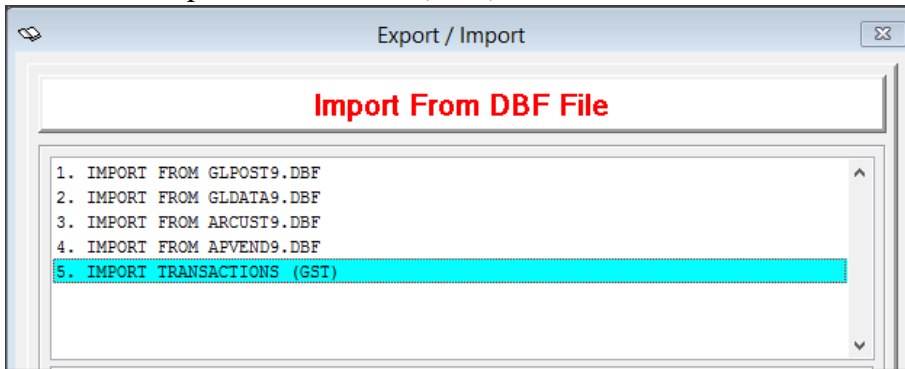 Export / Import
Import From DBF File
1. IMPORT FROM GLPOST9.DBF
2. IMPORT FROM GLDATA9.DBF
3. IMPORT FROM ARCUST9.DBF
4. IMPORT FROM APVEND9.DBF
5. IMPORT TRANSACTIONS (GST)